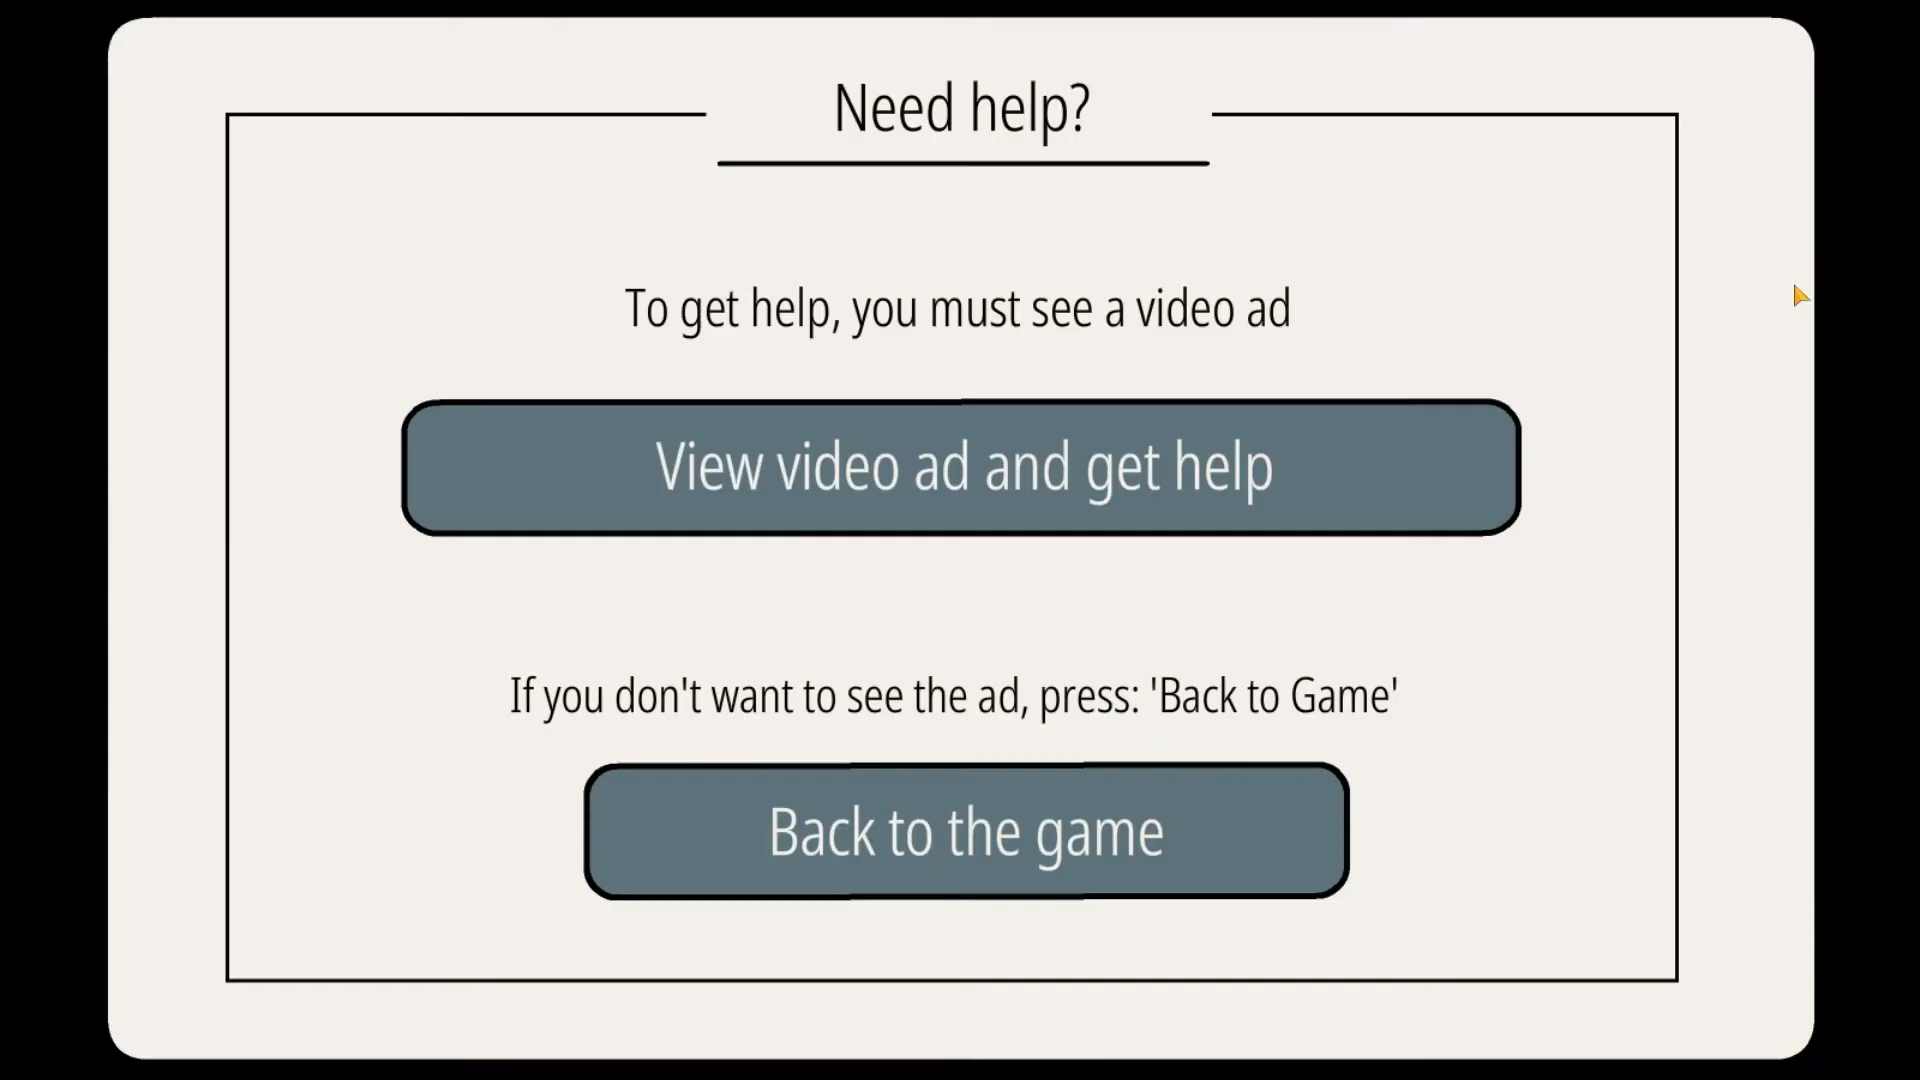 Need help?
To get help, you must see a video ad
View video ad and get help
If you don't want to see the ad, press: 'Back to Game'
Back to the game